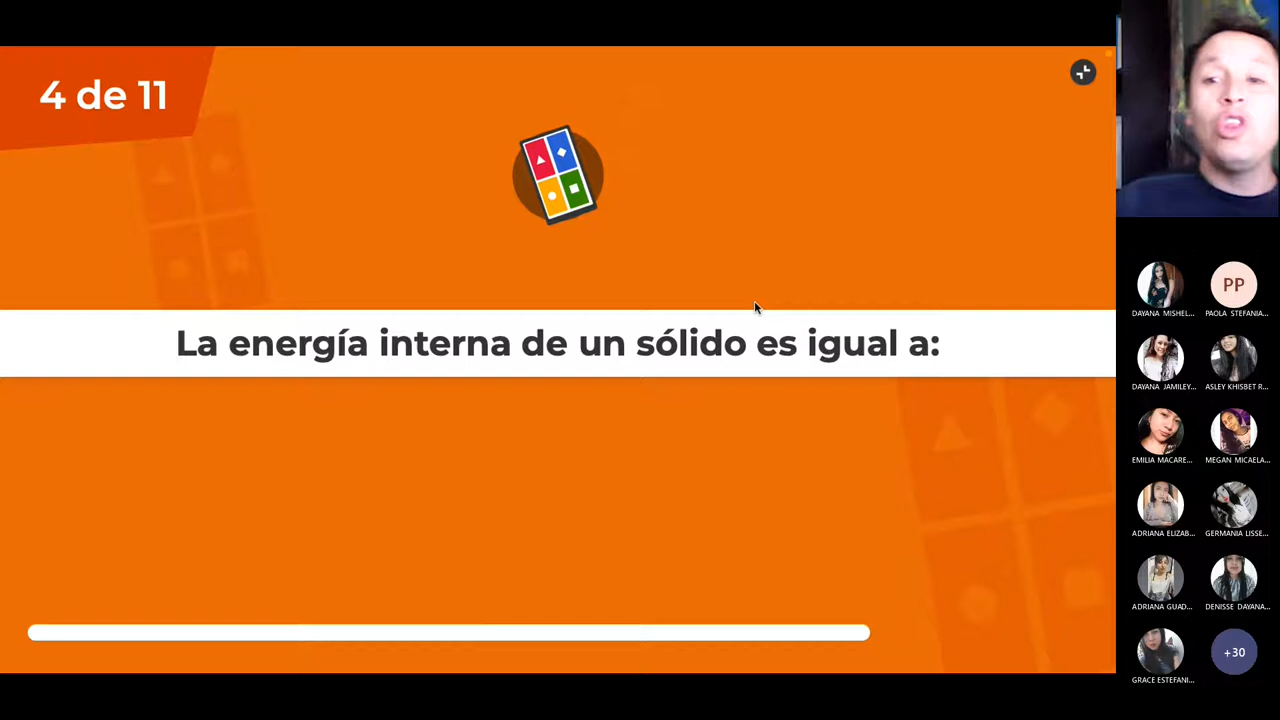 4 de 11
La energía interna de un sólido es igual a:
PP
DAYANA MISHEL...
PAOLA STEFANIA...
DAYANA JAMILEY...
ASLEY KHISBET R...
EMILIA MACARE...
MEGAN MICAELA...
ADRIANA ELIZAB...
GERMANIA LISSE...
ADRIANA GUAD...
DENISSE DAYANA...
+30
GRACE ESTEFANI...